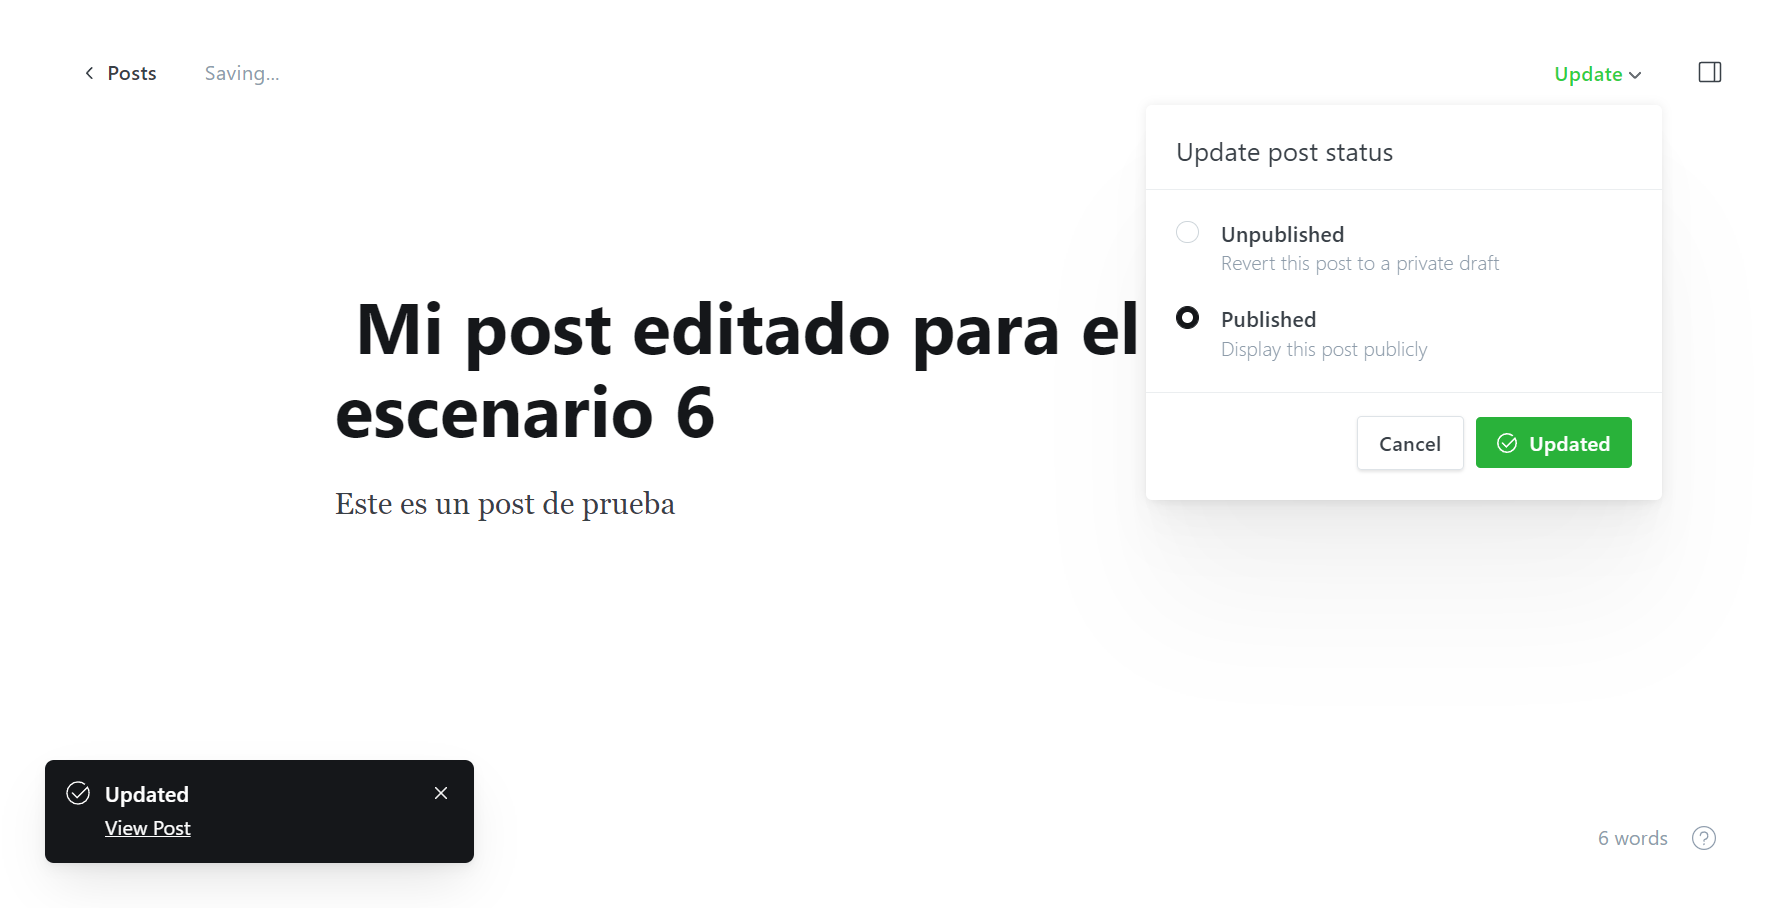 Posts
Saving...
Update
Update post status
Unpublished
Revert this post to a private draft
Published
Display this post publicly
Cancel
Updated
Mi post editado para el
escenario 6
Este es un post de prueba
Updated
View Post
6 words
?